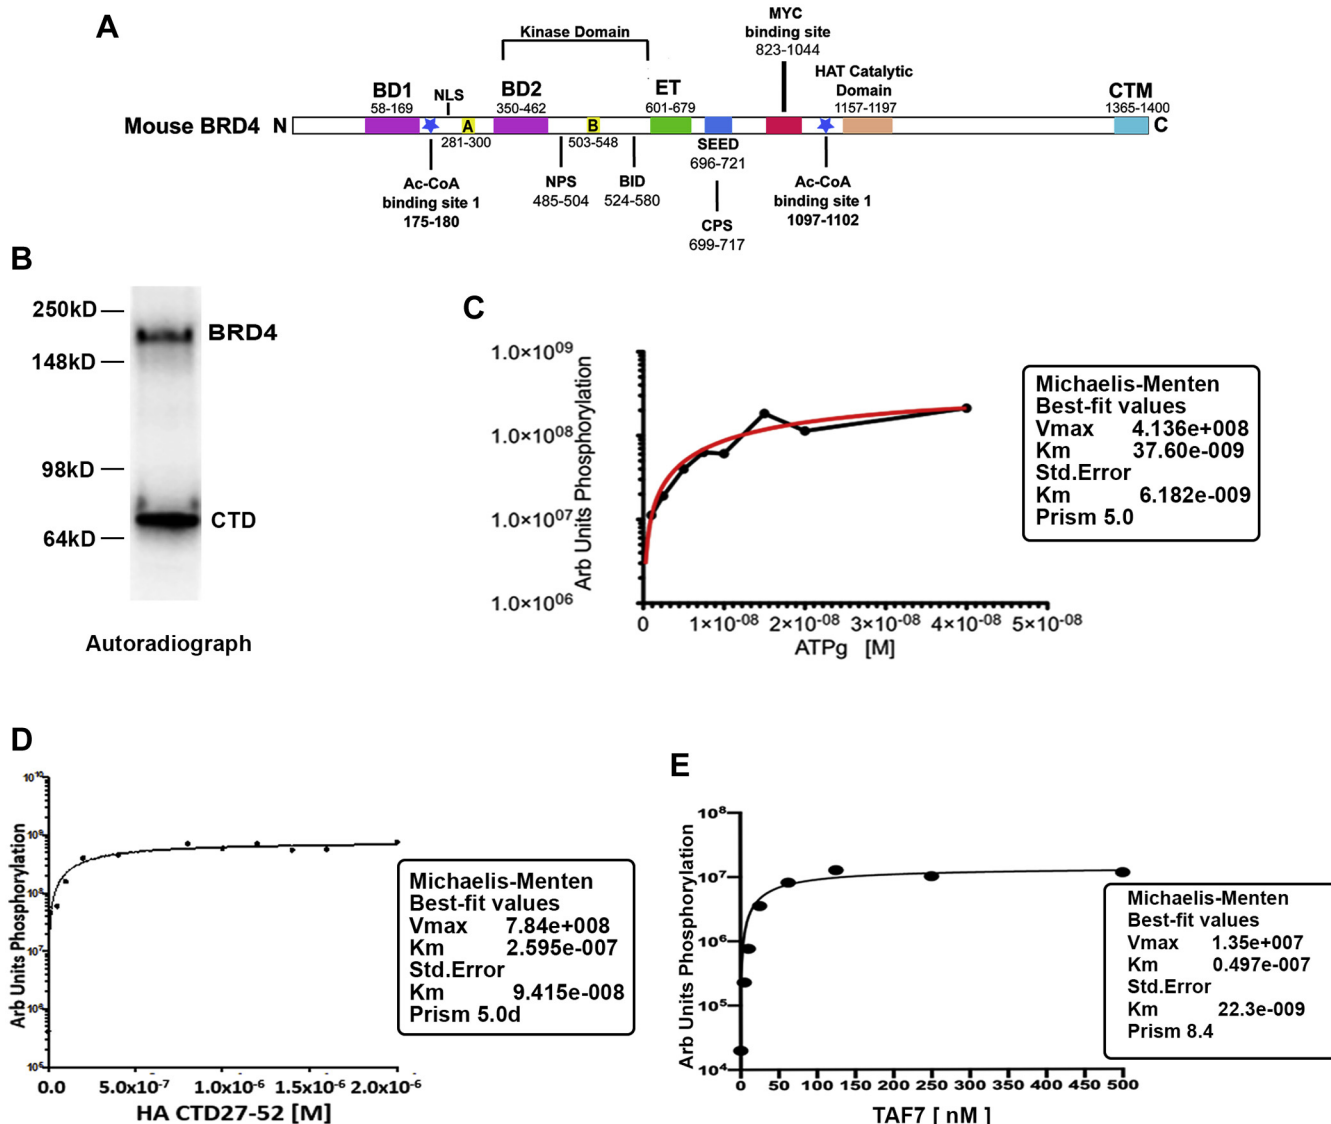 A
Kinase Domain
MYC
binding site
823-1044
HAT Catalytic
Domain
1157-1197
BD1
58-169
NLS
BD2
350-462
ET
601-679
CTM
1365-1400
Mouse BRD4 N
A
B
C
281-300
503-548
SEED
696-721
Ac-CoA
binding site 1
175-180
NPS
485-504
BID
524-580
Ac-CoA
binding site 1
1097-1102
CPS
699-717
B
250kD
148kD
98kD
64kD
BRD4
CTD
Autoradiograph
C
1.0×10⁰⁹
1.0×10⁰⁸
1.0×10⁰⁷
1.0×10⁰⁶
Arb Units Phosphorylation
0 1×10⁻⁰⁸ 2×10⁻⁰⁸ 3×10⁻⁰⁸ 4×10⁻⁰⁸ 5×10⁻⁰⁸
ATPg [M]
Michaelis-Menten
Best-fit values
Vmax 4.136e+008
Km 37.60e-009
Std.Error
Km 6.182e-009
Prism 5.0
D
10¹⁰
10⁹
10⁸
10⁷
10⁶
10⁵
Arb Units Phosphorylation
0.0 5.0x10⁻⁷ 1.0x10⁻⁶ 1.5x10⁻⁶ 2.0x10⁻⁶
HA CTD27-52 [M]
Michaelis-Menten
Best-fit values
Vmax 7.84e+008
Km 2.595e-007
Std.Error
Km 9.415e-008
Prism 5.0d
E
10⁸
10⁷
10⁶
10⁵
10⁴
Arb Units Phosphorylation
0 50 100 150 200 250 300 350 400 450 500
TAF7 [ nM ]
Michaelis-Menten
Best-fit values
Vmax 1.35e+007
Km 0.497e-007
Std.Error
Km 22.3e-009
Prism 8.4